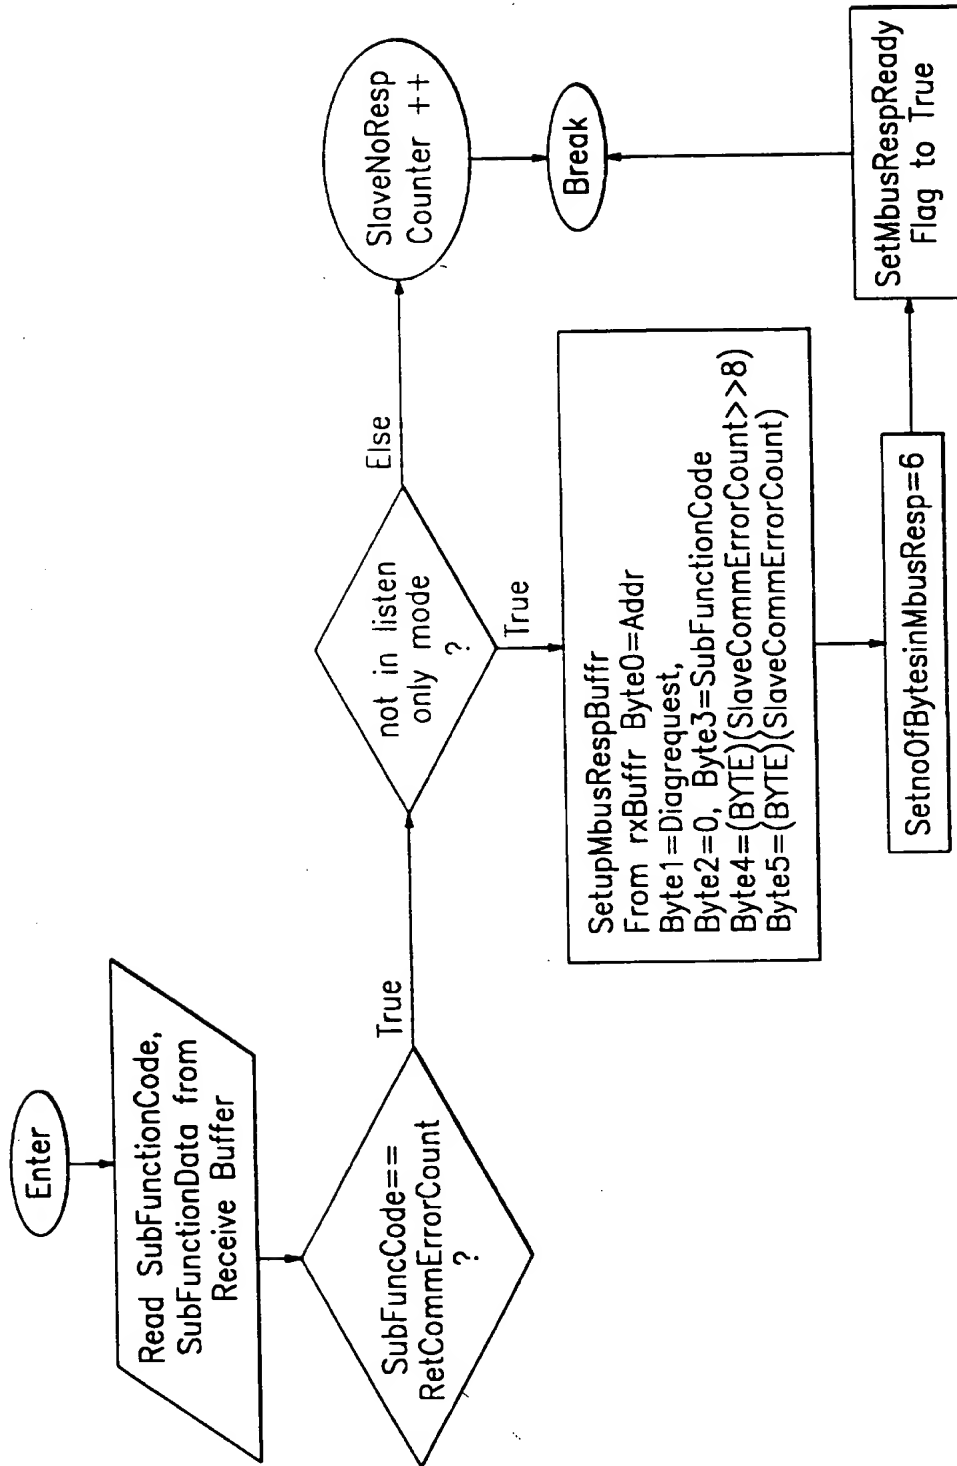 Enter
Read SubFunctionCode,
SubFunctionData from
Receive Buffer
SubFuncCode==
RetCommErrorCount
?
True
not in listen
only mode
?
Else
SlaveNoResp
Counter ++
Break
True
SetupMbusRespBuffr
From rxBuffr Byte0=Addr
Byte1=Diagrequest,
Byte2=0, Byte3=SubFunctionCode
Byte4=(BYTE)(SlaveCommErrorCount>>8)
Byte5=(BYTE)(SlaveCommErrorCount)
SetnoOfBytesinMbusResp=6
SetMbusRespReady
Flag to True